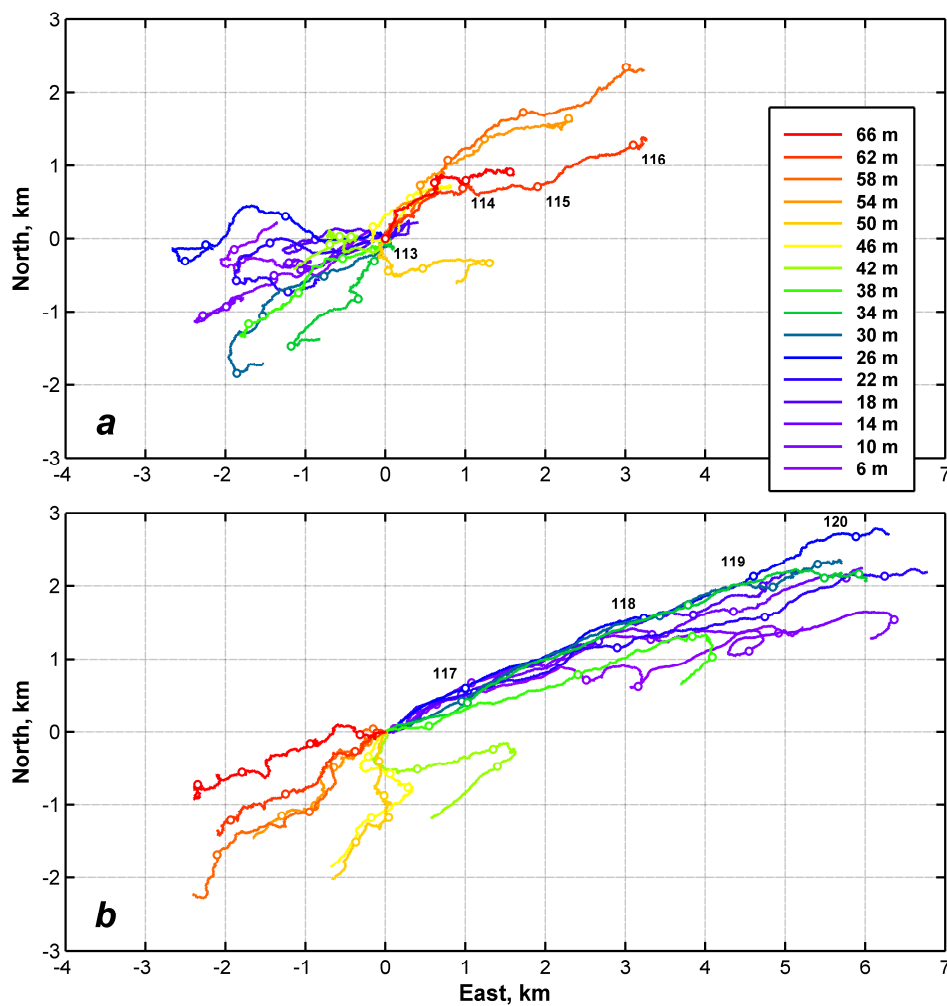 3
2
1
0
-1
-2
-3
North, km
113
114
115
116
a
-4 -3 -2 -1 0 1 2 3 4 5 6 7
66 m
62 m
58 m
54 m
50 m
46 m
42 m
38 m
34 m
30 m
26 m
22 m
18 m
14 m
10 m
6 m
3
2
1
0
-1
-2
-3
North, km
117
118
119
120
b
-4 -3 -2 -1 0 1 2 3 4 5 6 7
East, km